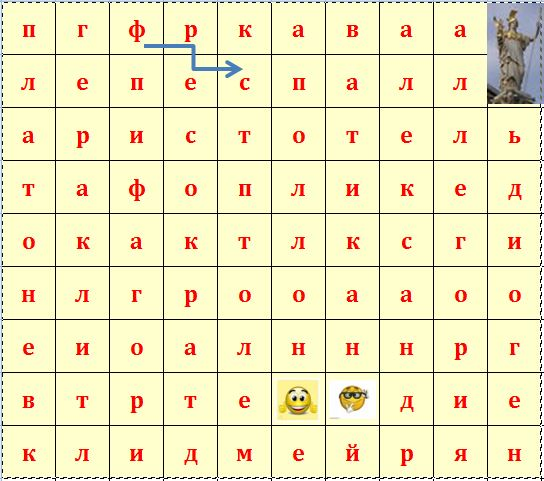 п г ф р к а в а а
л е п е с п а л л
а р и с т о т е л ь
т а ф о п л и к е д
о к а к т л к с г и
н л г р о о а а о о
е и о а л н н н р г
в т р т е д и е
к л и д м е й р я н